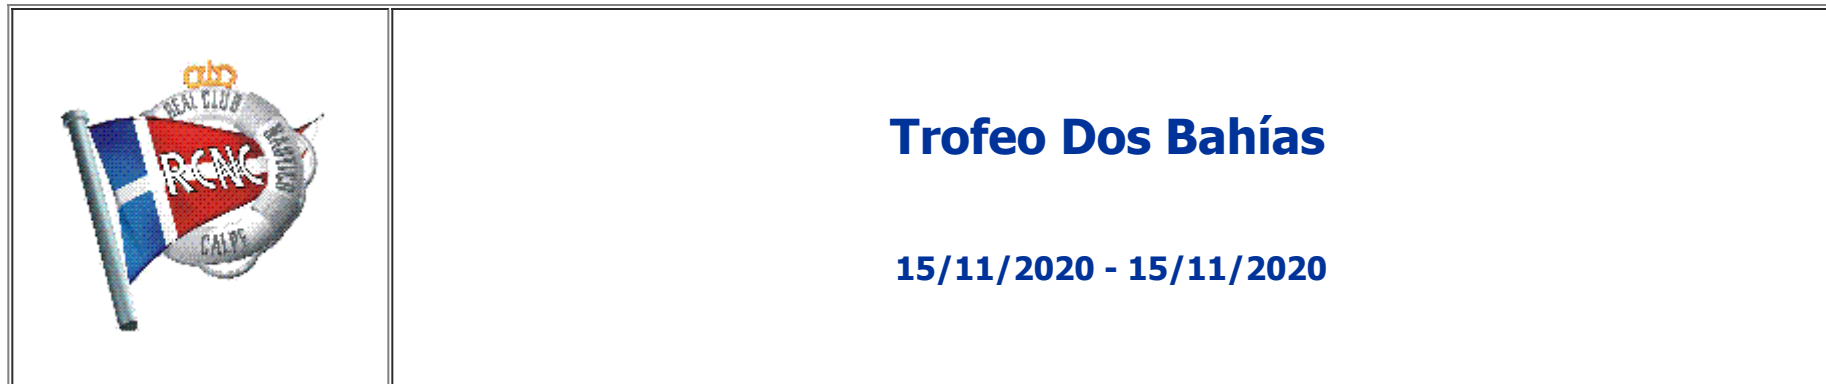 REAL CLUB
NAUTICO
RCNC
CALPE
Trofeo Dos Bahías
15/11/2020 - 15/11/2020